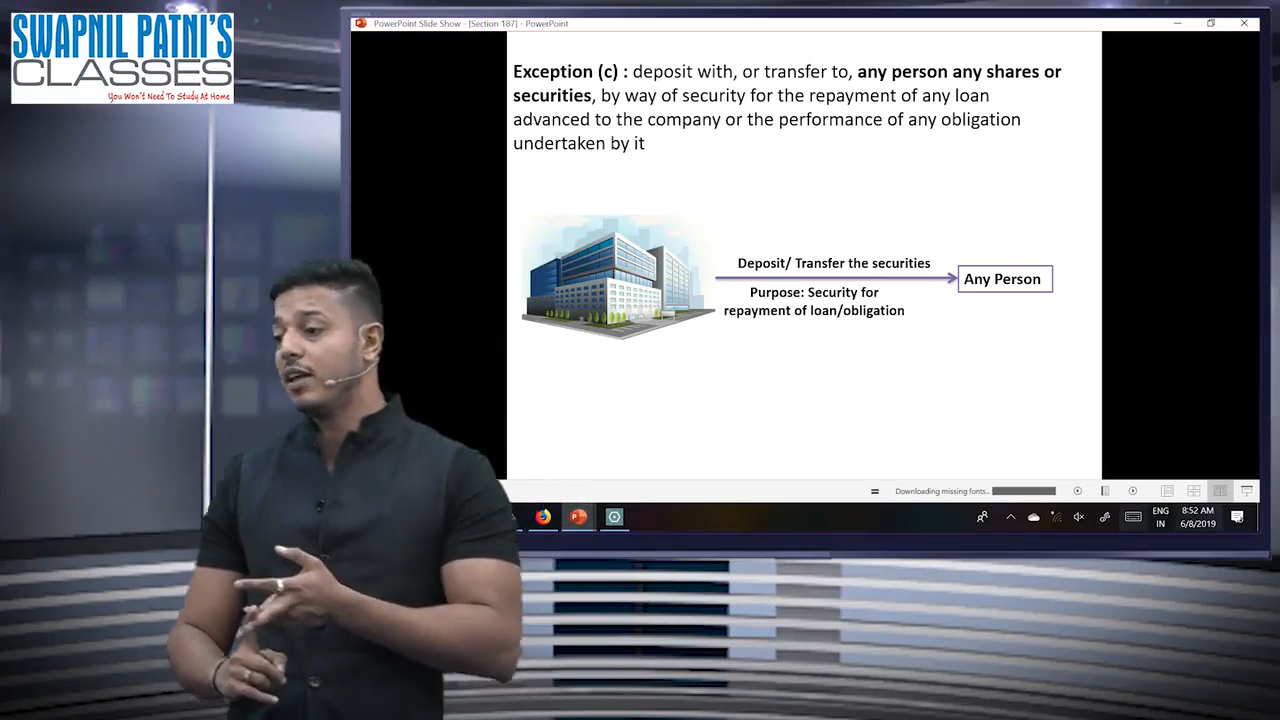 SWAPNIL PATNI'S
CLASSES
You Won't Need To Study At Home
PowerPoint Slide Show - [Section 187] - PowerPoint
Exception (c) : deposit with, or transfer to, any person any shares or
securities, by way of security for the repayment of any loan
advanced to the company or the performance of any obligation
undertaken by it
Deposit/ Transfer the securities
Purpose: Security for
repayment of loan/obligation
Any Person
Downloading missing fonts...
ENG
IN
8:52 AM
6/8/2019